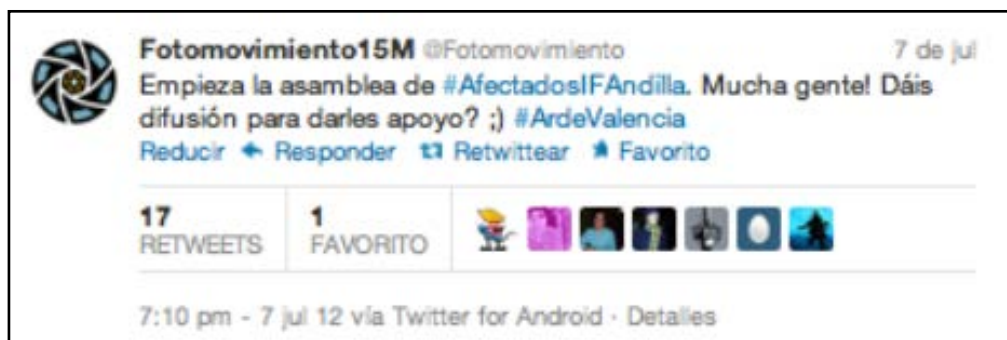 Fotomovimiento15M @Fotomovimiento 7 de jul
Empieza la asamblea de #AfectadosIFAndilla. Mucha gente! Dáis
difusión para darles apoyo? ;) #ArdeValencia
Reducir Responder Retwittear Favorito
17 1
RETWEETS FAVORITO
7:10 pm - 7 jul 12 vía Twitter for Android · Detalles